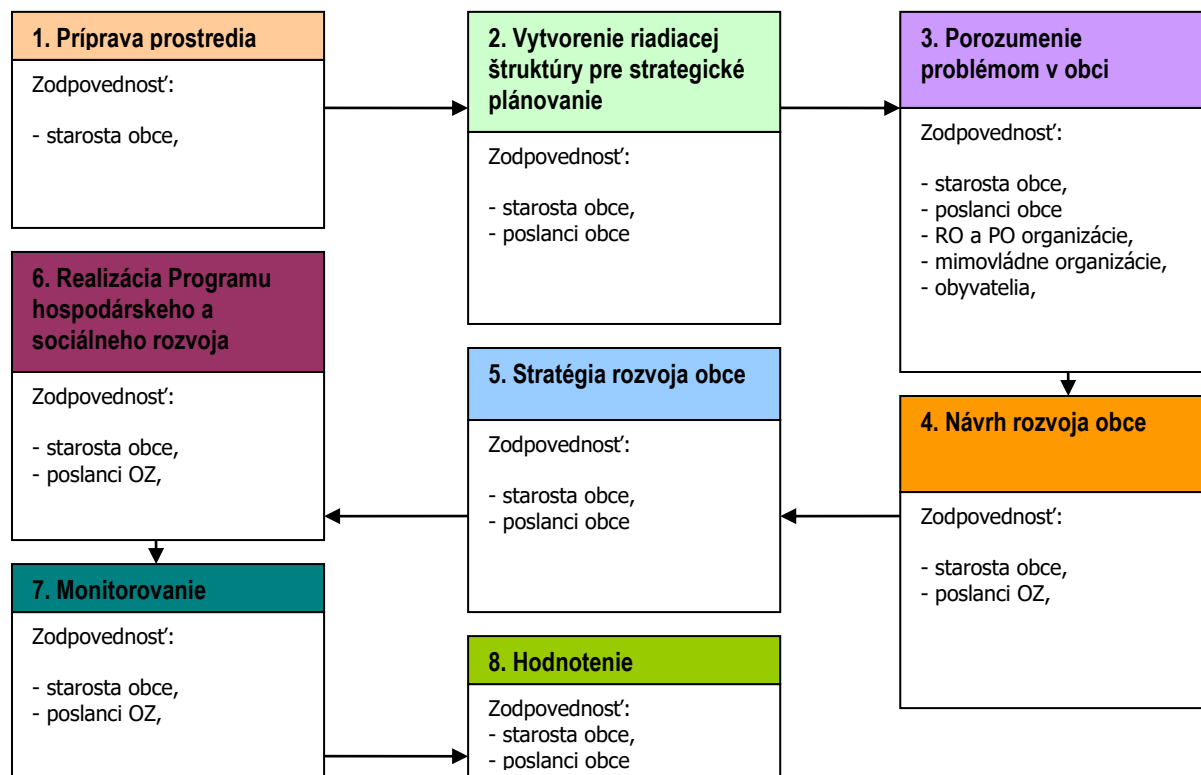 1. Príprava prostredia
Zodpovednosť:
- starosta obce,
2. Vytvorenie riadiacej
štruktúry pre strategické
plánovanie
Zodpovednosť:
- starosta obce,
- poslanci obce
3. Porozumenie
problémom v obci
Zodpovednosť:
- starosta obce,
- poslanci obce
- RO a PO organizácie,
- mimovládne organizácie,
- obyvatelia,
4. Návrh rozvoja obce
Zodpovednosť:
- starosta obce,
- poslanci OZ,
5. Stratégia rozvoja obce
Zodpovednosť:
- starosta obce,
- poslanci obce
6. Realizácia Programu
hospodárskeho a
sociálneho rozvoja
Zodpovednosť:
- starosta obce,
- poslanci OZ,
7. Monitorovanie
Zodpovednosť:
- starosta obce,
- poslanci OZ,
8. Hodnotenie
Zodpovednosť:
- starosta obce,
- poslanci obce